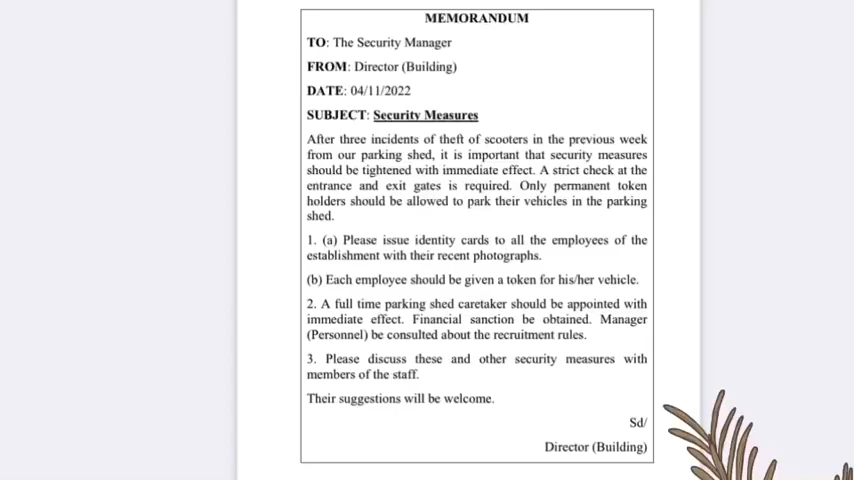 MEMORANDUM
TO: The Security Manager
FROM: Director (Building)
DATE: 04/11/2022
SUBJECT: Security Measures
After three incidents of theft of scooters in the previous week
from our parking shed, it is important that security measures
should be tightened with immediate effect. A strict check at the
entrance and exit gates is required. Only permanent token
holders should be allowed to park their vehicles in the parking
shed.
1. (a) Please issue identity cards to all the employees of the
establishment with their recent photographs.
(b) Each employee should be given a token for his/her vehicle.
2. A full time parking shed caretaker should be appointed with
immediate effect. Financial sanction be obtained. Manager
(Personnel) be consulted about the recruitment rules.
3. Please discuss these and other security measures with
members of the staff.
Their suggestions will be welcome.
Sd/
Director (Building)